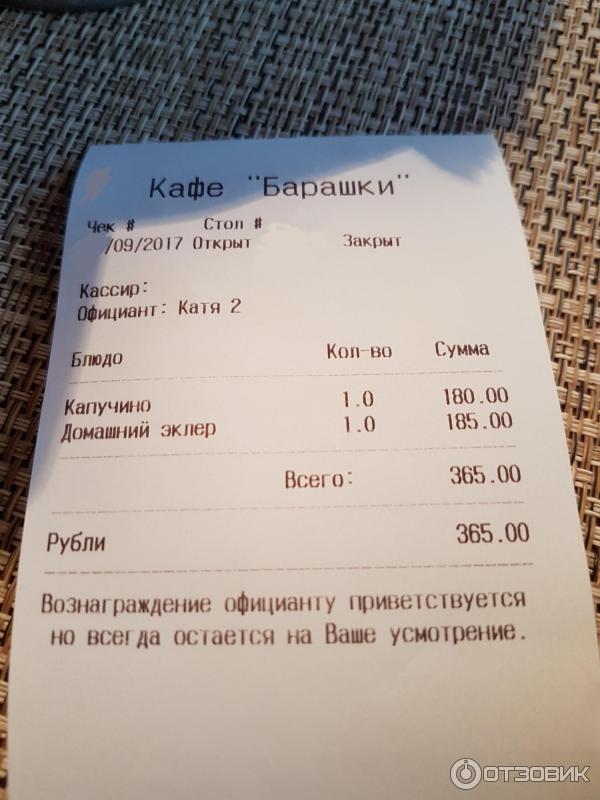 Кафе "Барашки"
Чек # Стол #
/09/2017 Открыт Закрыт
Кассир:
Официант: Катя 2
Блюдо Кол-во Сумма
Капучино 1.0 180.00
Домашний эклер 1.0 185.00
Всего: 365.00
Рубли 365.00
Вознаграждение официанту приветствуется
но всегда остается на Ваше усмотрение.
ОТЗОВИК